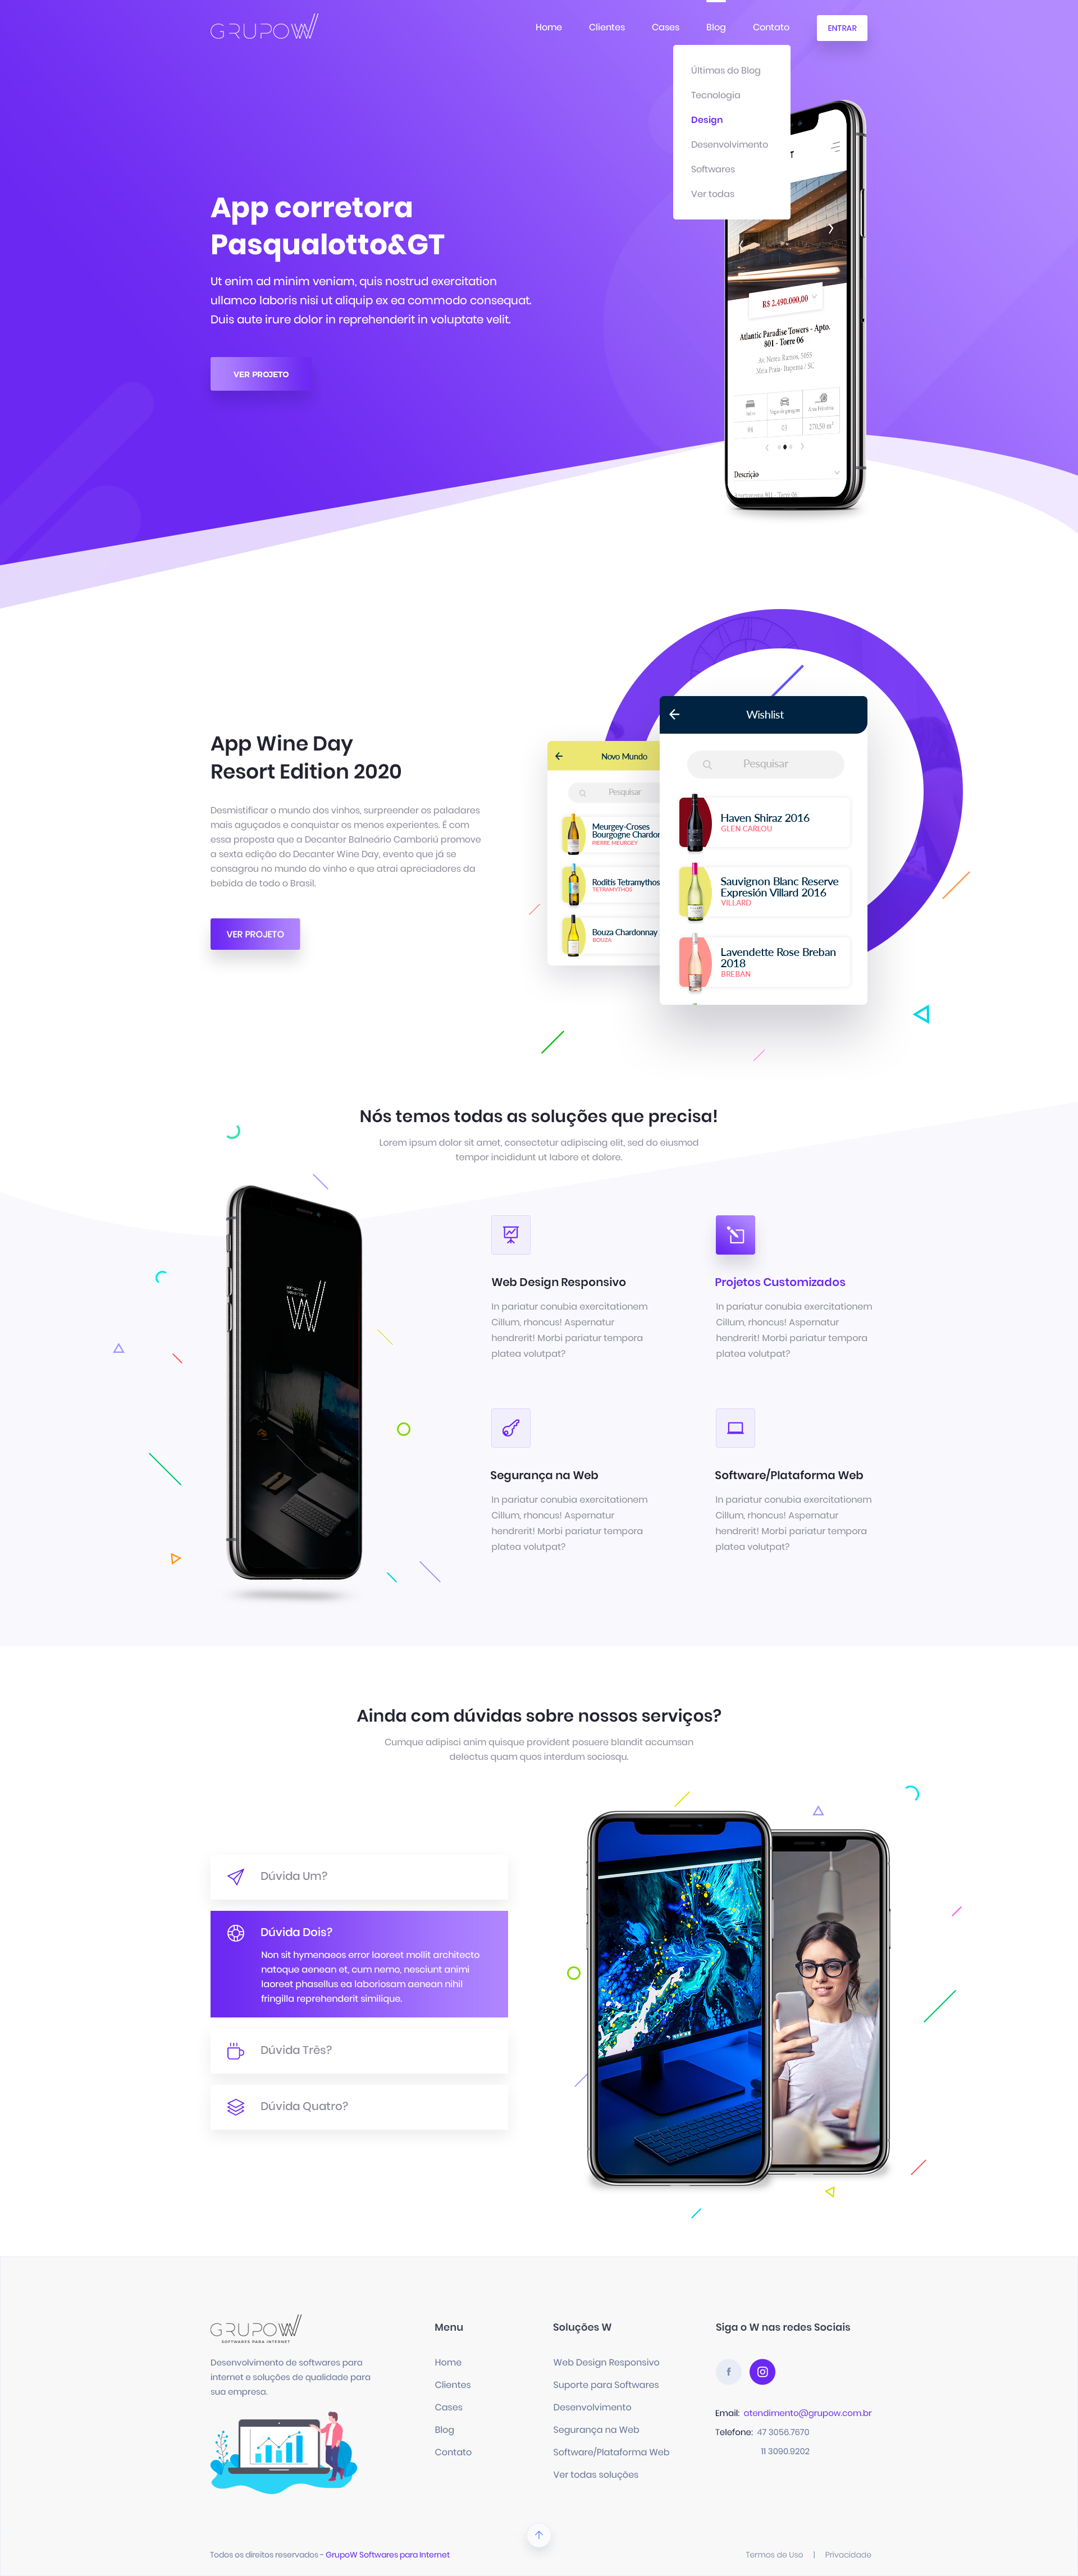 GRUPOW
Home
Clientes
Cases
Blog
Contato
ENTRAR
Últimas do Blog
Tecnologia
Design
Desenvolvimento
Softwares
Ver todas
App corretora
Pasqualotto&GT
Ut enim ad minim veniam, quis nostrud exercitation
ullamco laboris nisi ut aliquip ex ea commodo consequat.
Duis aute irure dolor in reprehenderit in voluptate velit.
VER PROJETO
R$ 2.490.000,00
Atlantic Paradise Towers - Apto.
801 - Torre 06
Av. Nereu Ramos, 5055
Meia Praia- Itapema / SC
03
270,50 m²
Descrição
App Wine Day
Resort Edition 2020
Desmistificar o mundo dos vinhos, surpreender os paladares
mais aguçados e conquistar os menos experientes. É com
essa proposta que a Decanter Balneário Camboriú promove
a sexta edição do Decanter Wine Day, evento que já se
consagrou no mundo do vinho e que atrai apreciadores da
bebida de todo o Brasil.
VER PROJETO
Novo Mundo
Pesquisar
Meurgey-Croses
Bourgogne Chardon
PIERRE MEURGEY
Roditis Tetramythos
TETRAMYTHOS
Bouza Chardonnay
BOUZA
Wishlist
Pesquisar
Haven Shiraz 2016
GLEN CARLOU
Sauvignon Blanc Reserve
Expresión Villard 2016
VILLARD
Lavendette Rose Breban
2018
BREBAN
Nós temos todas as soluções que precisa!
Lorem ipsum dolor sit amet, consectetur adipiscing elit, sed do eiusmod
tempor incididunt ut labore et dolore.
Web Design Responsivo
In pariatur conubia exercitationem
Cillum, rhoncus! Aspernatur
hendrerit! Morbi pariatur tempora
platea volutpat?
Projetos Customizados
In pariatur conubia exercitationem
Cillum, rhoncus! Aspernatur
hendrerit! Morbi pariatur tempora
platea volutpat?
Segurança na Web
In pariatur conubia exercitationem
Cillum, rhoncus! Aspernatur
hendrerit! Morbi pariatur tempora
platea volutpat?
Software/Plataforma Web
In pariatur conubia exercitationem
Cillum, rhoncus! Aspernatur
hendrerit! Morbi pariatur tempora
platea volutpat?
Ainda com dúvidas sobre nossos serviços?
Cumque adipisci anim quisque provident posuere blandit accumsan
delectus quam quos interdum sociosqu.
Dúvida Um?
Dúvida Dois?
Non sit hymenaeos error laoreet mollit architecto
natoque aenean et, cum nemo, nesciunt animi
laoreet phasellus ea laboriosam aenean nihil
fringilla reprehenderit similique.
Dúvida Três?
Dúvida Quatro?
GRUPOW
SOFTWARES PARA INTERNET
Desenvolvimento de softwares para
internet e soluções de qualidade para
sua empresa.
Menu
Home
Clientes
Cases
Blog
Contato
Soluções W
Web Design Responsivo
Suporte para Softwares
Desenvolvimento
Segurança na Web
Software/Plataforma Web
Ver todas soluções
Siga o W nas redes Sociais
Email: atendimento@grupow.com.br
Telefone: 47 3056.7670
11 3090.9202
Todos os direitos reservados - GrupoW Softwares para Internet
Termos de Uso | Privacidade